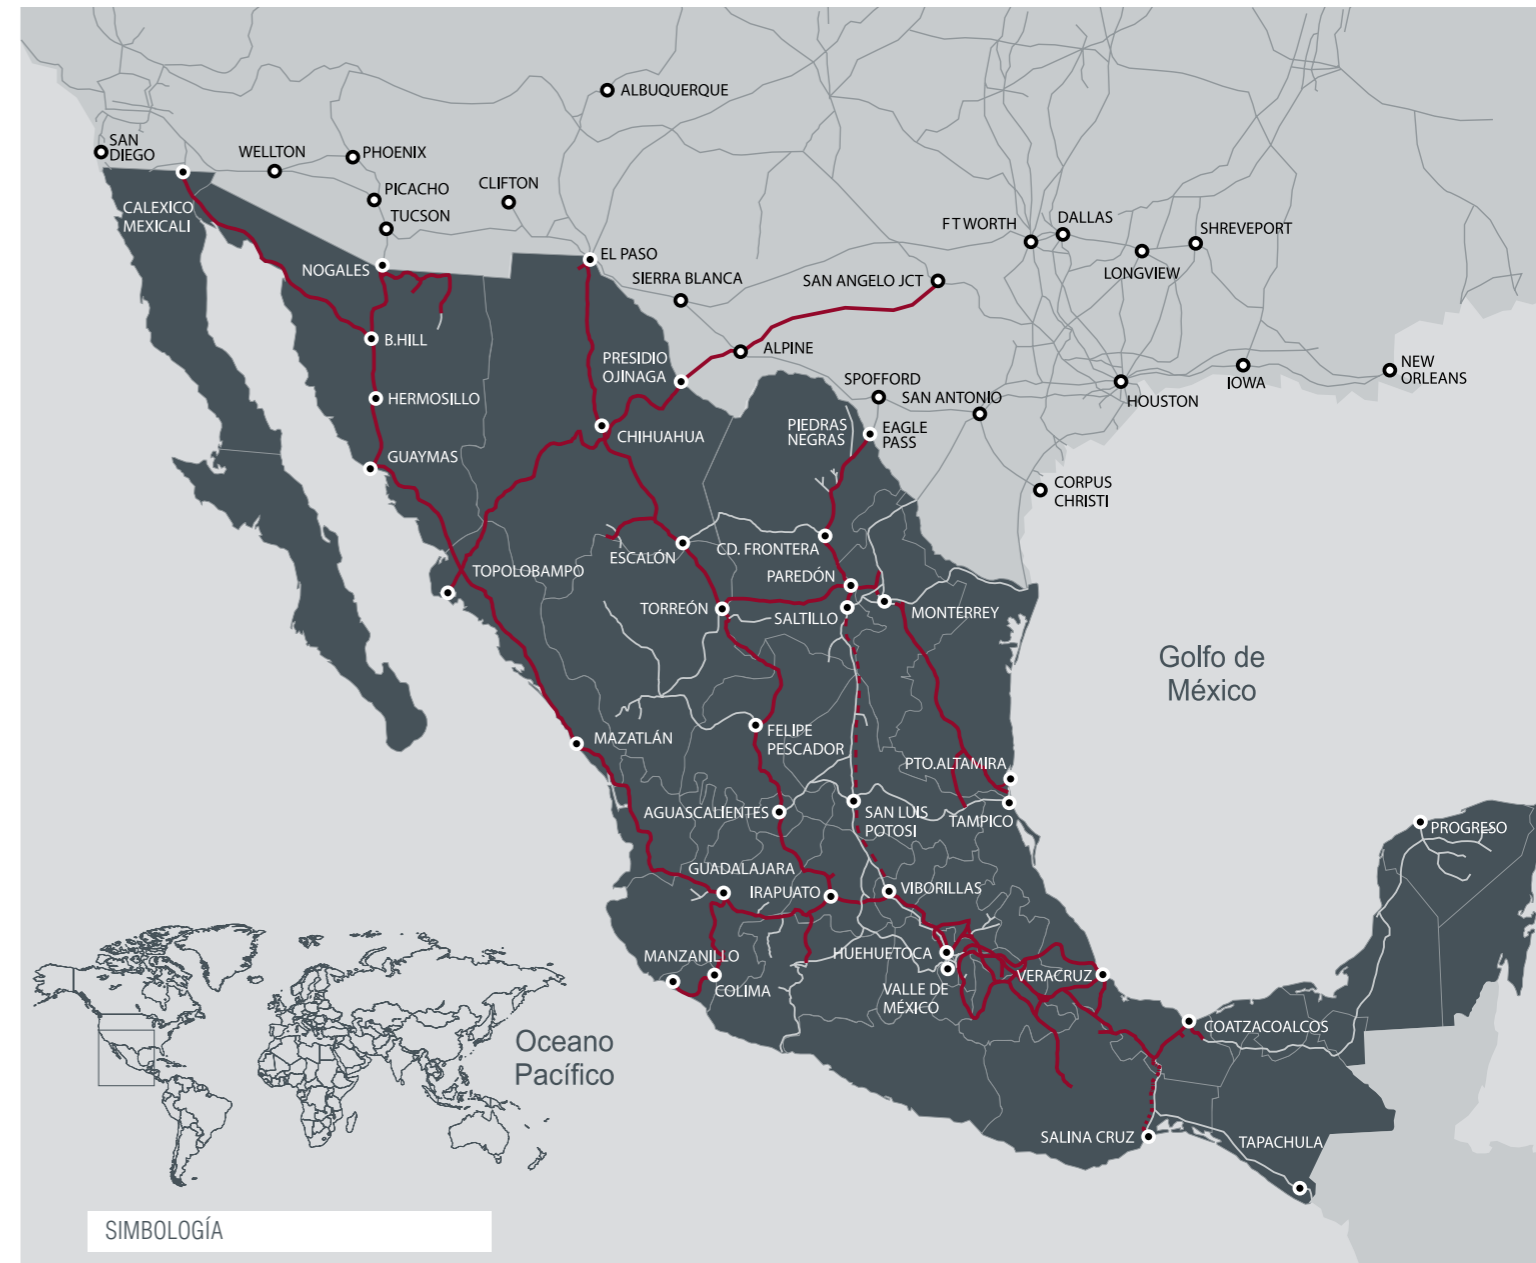 ALBUQUERQUE
SAN
DIEGO
WELLTON
PHOENIX
PICACHO
CLIFTON
CALEXICO
MEXICALI
TUCSON
FT WORTH
DALLAS
SHREVEPORT
NOGALES
EL PASO
SIERRA BLANCA
SAN ANGELO JCT
LONGVIEW
B.HILL
PRESIDIO
OJINAGA
ALPINE
NEW
ORLEANS
HERMOSILLO
SPOFFORD
SAN ANTONIO
IOWA
HOUSTON
CHIHUAHUA
PIEDRAS
NEGRAS
EAGLE
PASS
GUAYMAS
CORPUS
CHRISTI
ESCALÓN
CD. FRONTERA
TOPOLOBAMPO
PAREDÓN
TORREÓN
SALTILLO
MONTERREY
Golfo de
México
MAZATLÁN
FELIPE
PESCADOR
PTO.ALTAMIRA
AGUASCALIENTES
SAN LUIS
POTOSI
TAMPICO
PROGRESO
GUADALAJARA
IRAPUATO
VIBORILLAS
MANZANILLO
HUEHUETOCA
VERACRUZ
COLIMA
VALLE DE
MÉXICO
COATZACOALCOS
Oceano
Pacífico
SALINA CRUZ
TAPACHULA
SIMBOLOGÍA